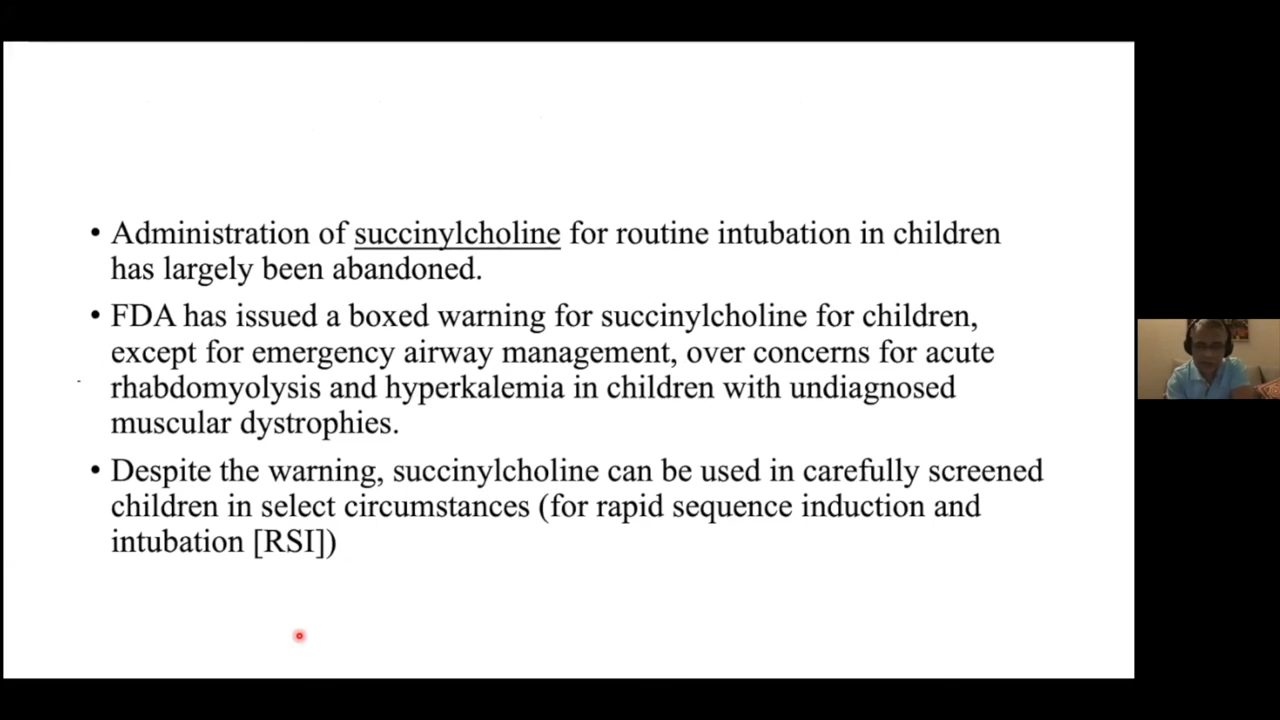 • Administration of succinylcholine for routine intubation in children
has largely been abandoned.
• FDA has issued a boxed warning for succinylcholine for children,
except for emergency airway management, over concerns for acute
rhabdomyolysis and hyperkalemia in children with undiagnosed
muscular dystrophies.
• Despite the warning, succinylcholine can be used in carefully screened
children in select circumstances (for rapid sequence induction and
intubation [RSI])